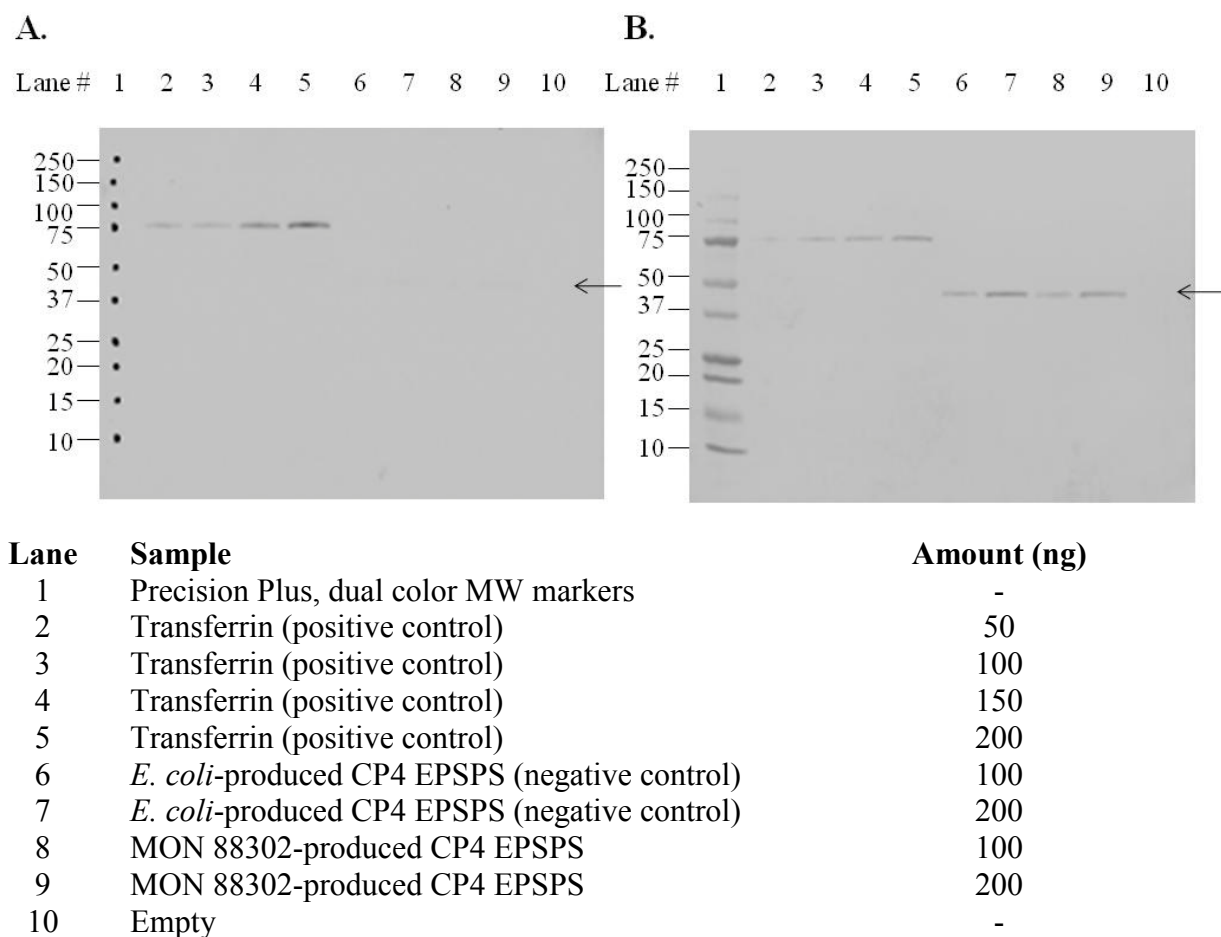 A. B.
Lane # 1 2 3 4 5 6 7 8 9 10 Lane # 1 2 3 4 5 6 7 8 9 10
250 250
150 150
100 100
75 75
50 50
37 37
25 25
20 20
15 15
10 10
Lane Sample Amount (ng)
1 Precision Plus, dual color MW markers -
2 Transferrin (positive control) 50
3 Transferrin (positive control) 100
4 Transferrin (positive control) 150
5 Transferrin (positive control) 200
6 E. coli-produced CP4 EPSPS (negative control) 100
7 E. coli-produced CP4 EPSPS (negative control) 200
8 MON 88302-produced CP4 EPSPS 100
9 MON 88302-produced CP4 EPSPS 200
10 Empty -